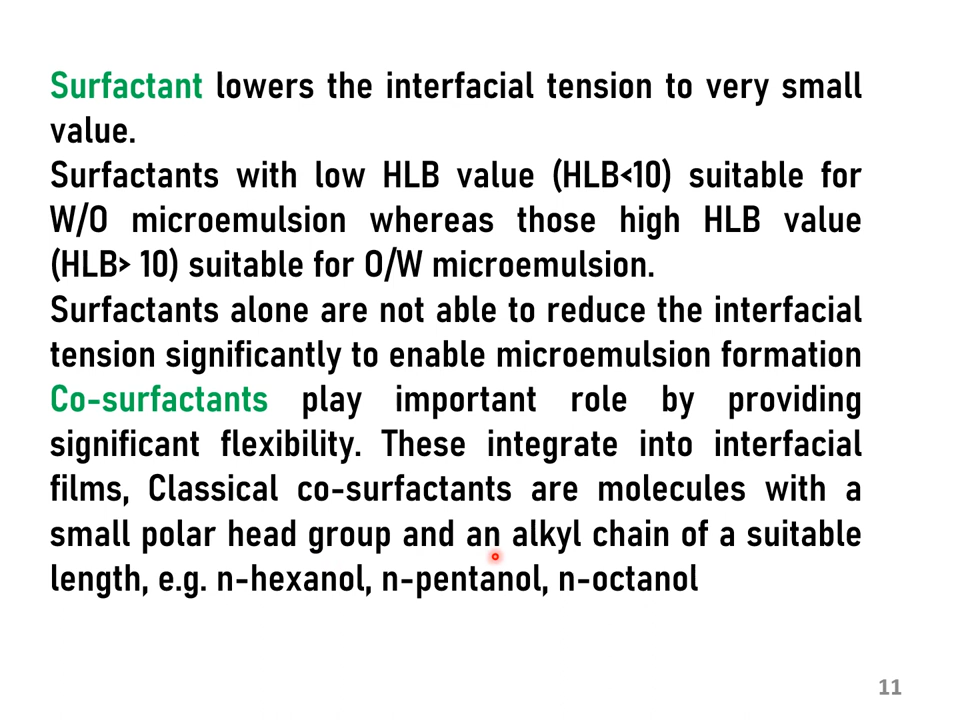 Surfactant lowers the interfacial tension to very small
value.
Surfactants with low HLB value (HLB<10) suitable for
W/O microemulsion whereas those high HLB value
(HLB> 10) suitable for O/W microemulsion.
Surfactants alone are not able to reduce the interfacial
tension significantly to enable microemulsion formation
Co-surfactants play important role by providing
significant flexibility. These integrate into interfacial
films, Classical co-surfactants are molecules with a
small polar head group and an alkyl chain of a suitable
length, e.g. n-hexanol, n-pentanol, n-octanol
11